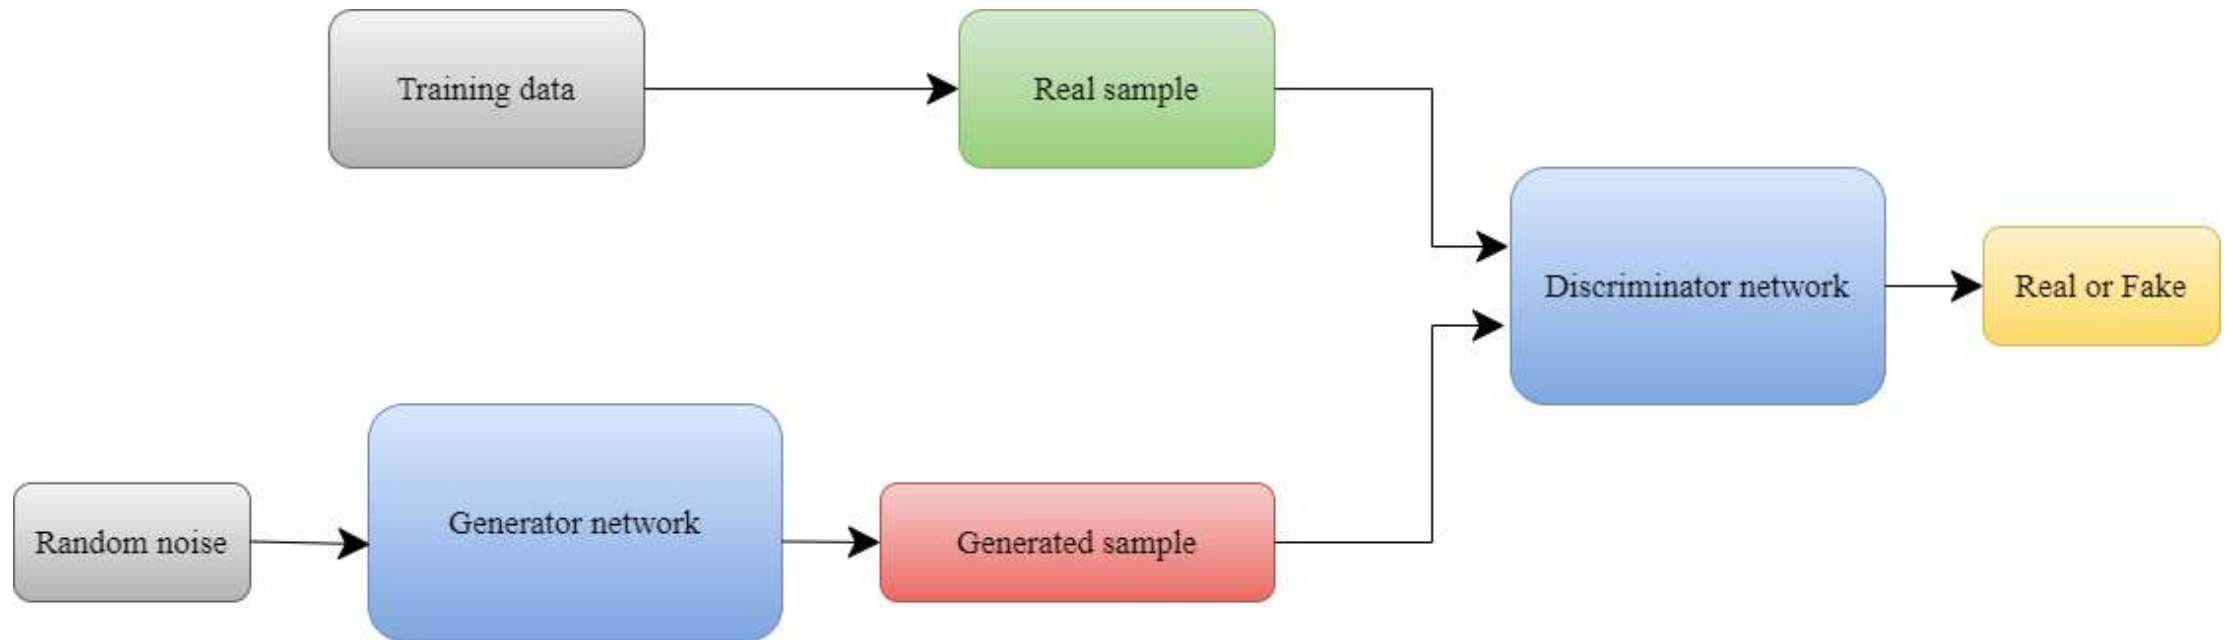 Training data
Real sample
Discriminator network
Real or Fake
Random noise
Generator network
Generated sample